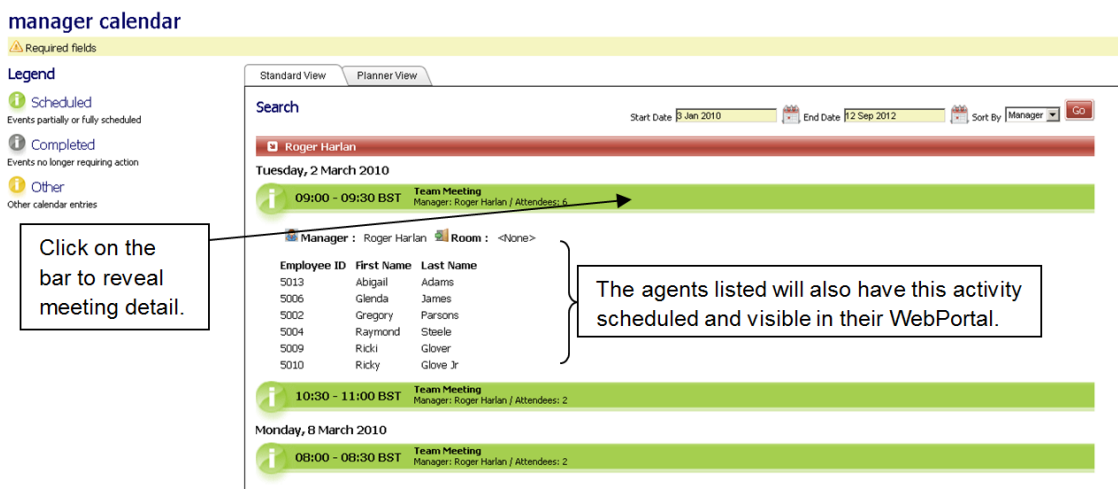 manager calendar
Required fields
Legend
Scheduled
Events partially or fully scheduled
Completed
Events no longer requiring action
Other
Other calendar entries
Click on the
bar to reveal
meeting detail.
Standard View Planner View
Search
Start Date 3 Jan 2010 End Date 12 Sep 2012 Sort By Manager Go
Roger Harlan
Tuesday, 2 March 2010
09:00 - 09:30 BST Team Meeting
Manager: Roger Harlan / Attendees: 6
Manager : Roger Harlan Room : <None>
Employee ID First Name Last Name
5013 Abigail Adams
5006 Glenda James
5002 Gregory Parsons
5004 Raymond Steele
5009 Ricki Glover
5010 Ricky Glove Jr
The agents listed will also have this activity
scheduled and visible in their WebPortal.
10:30 - 11:00 BST Team Meeting
Manager: Roger Harlan / Attendees: 2
Monday, 8 March 2010
08:00 - 08:30 BST Team Meeting
Manager: Roger Harlan / Attendees: 2